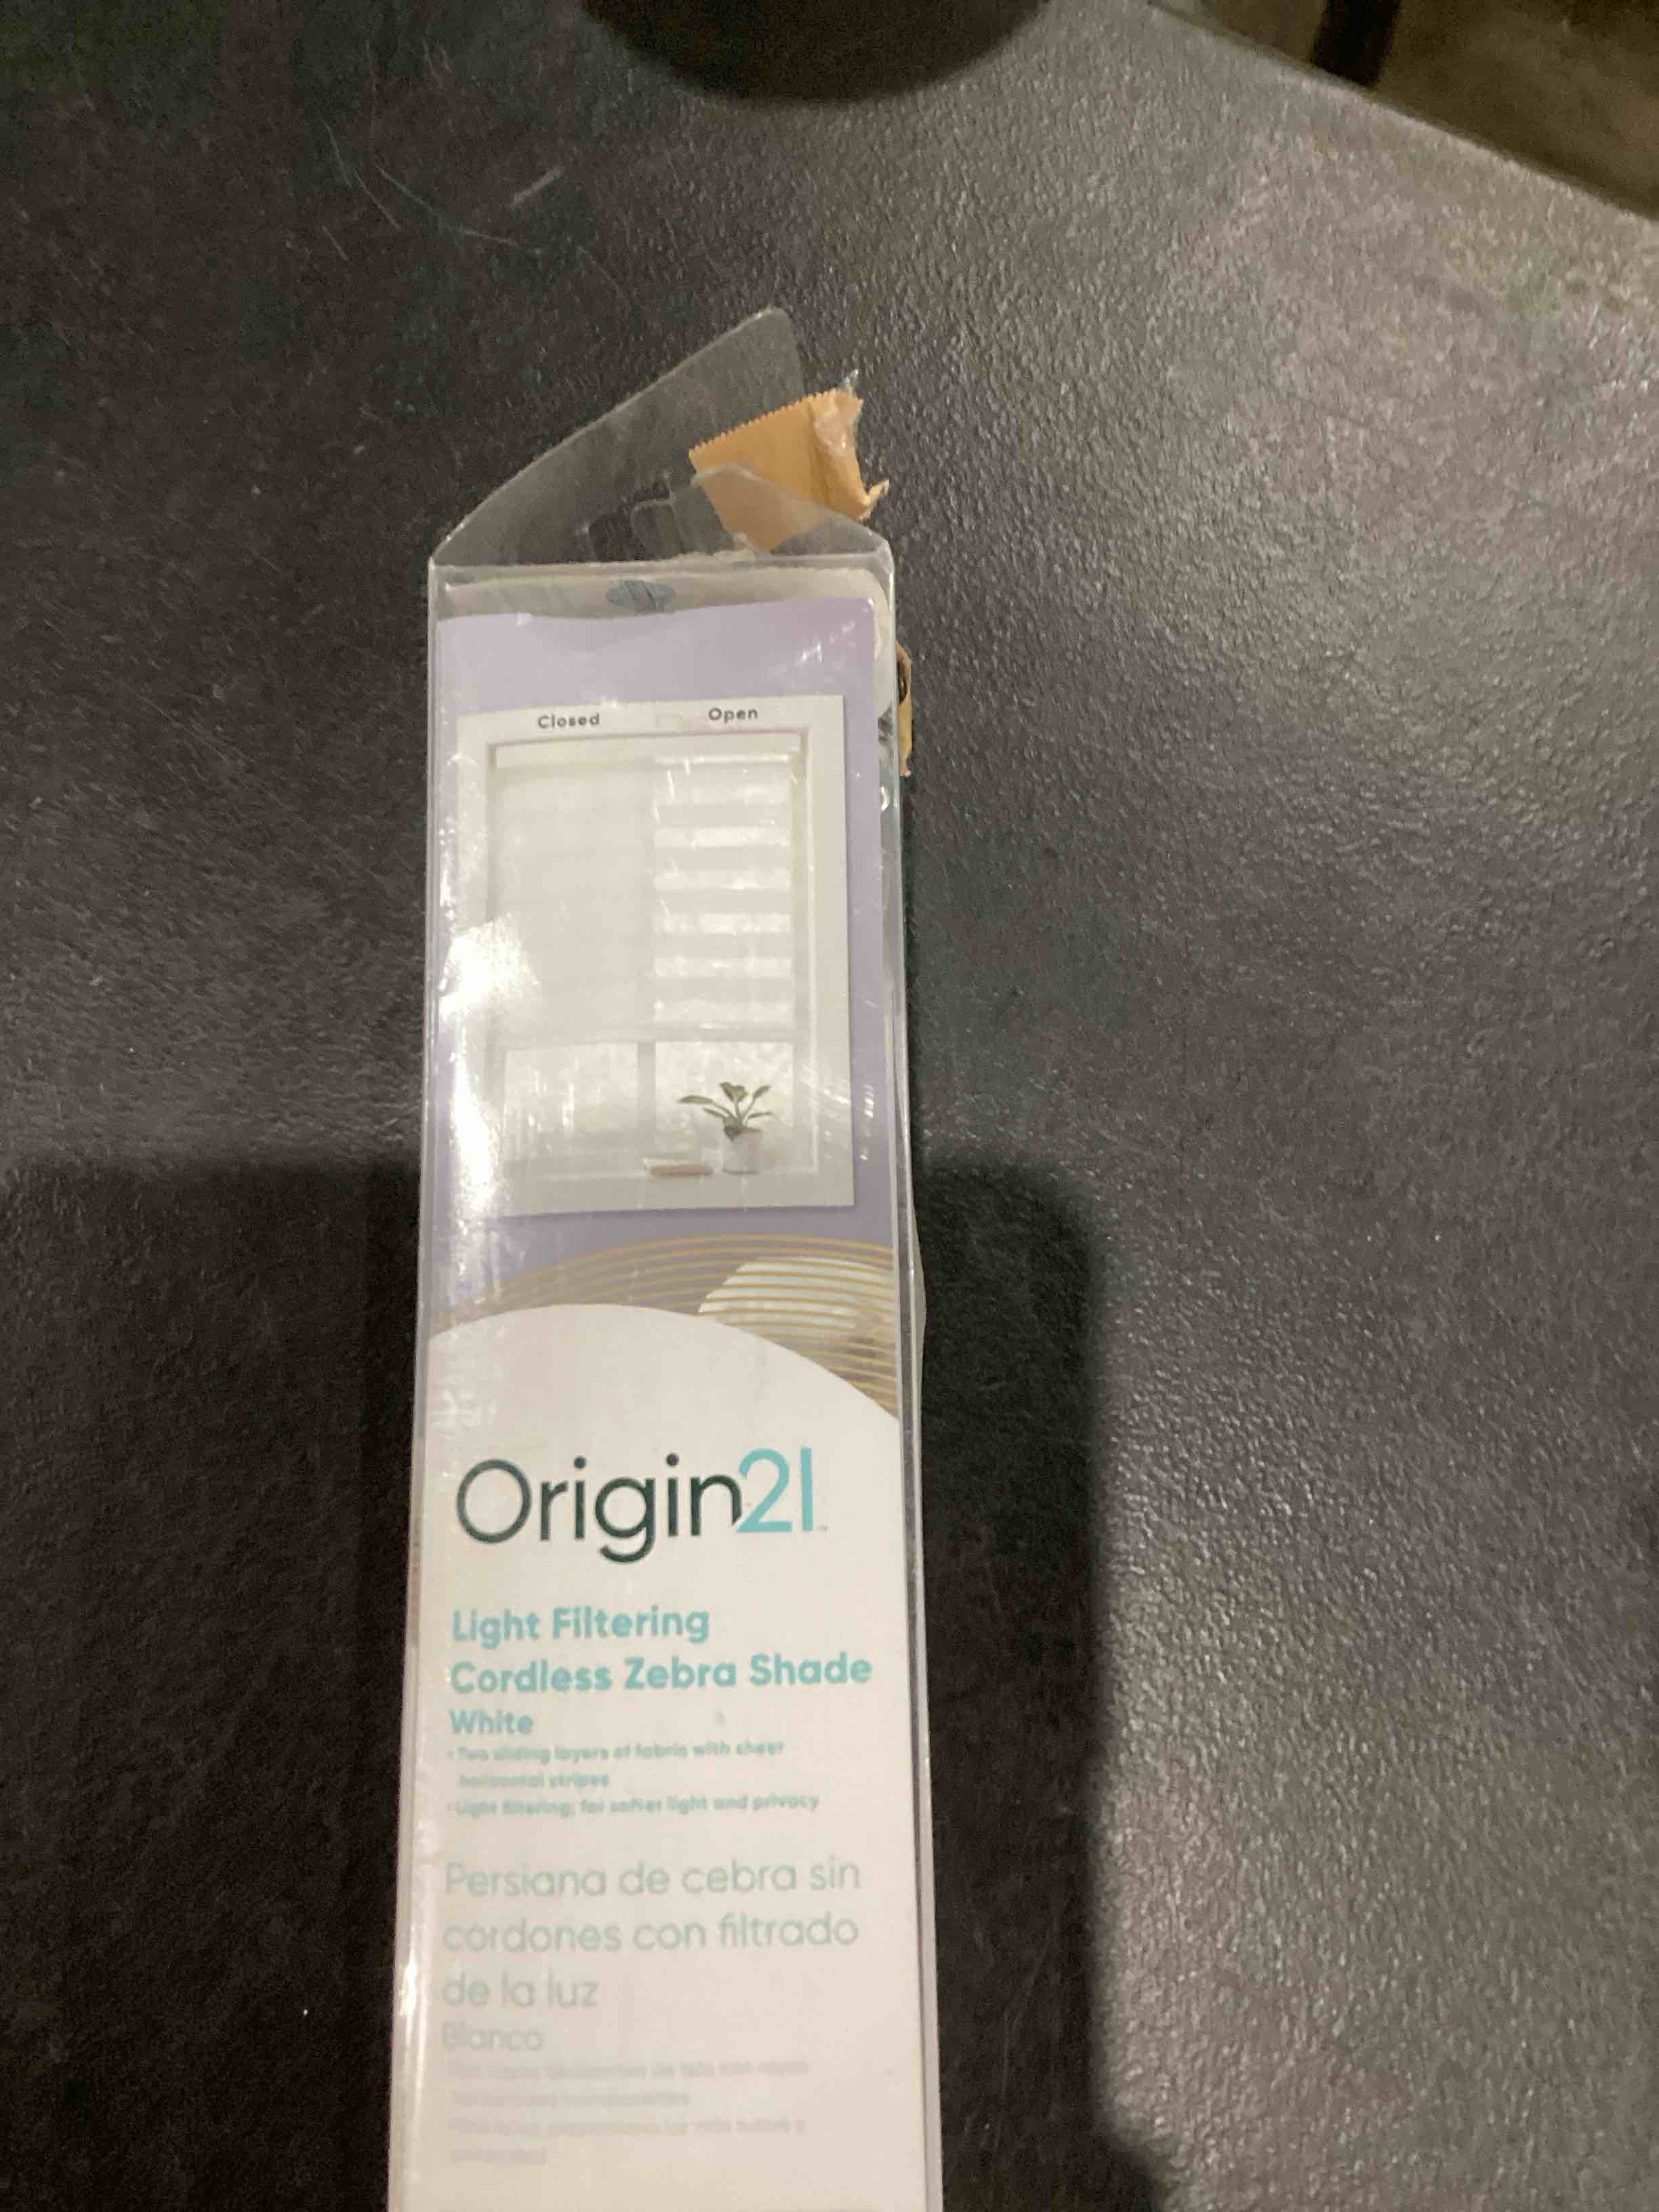 Closed Open
Origin21
Light Filtering
Cordless Zebra Shade
White
• Two sliding layers of fabric with sheer
horizontal stripes
• Light filtering; for softer light and privacy
Persiana de cebra sin
cordones con filtrado
de la luz
Blanco